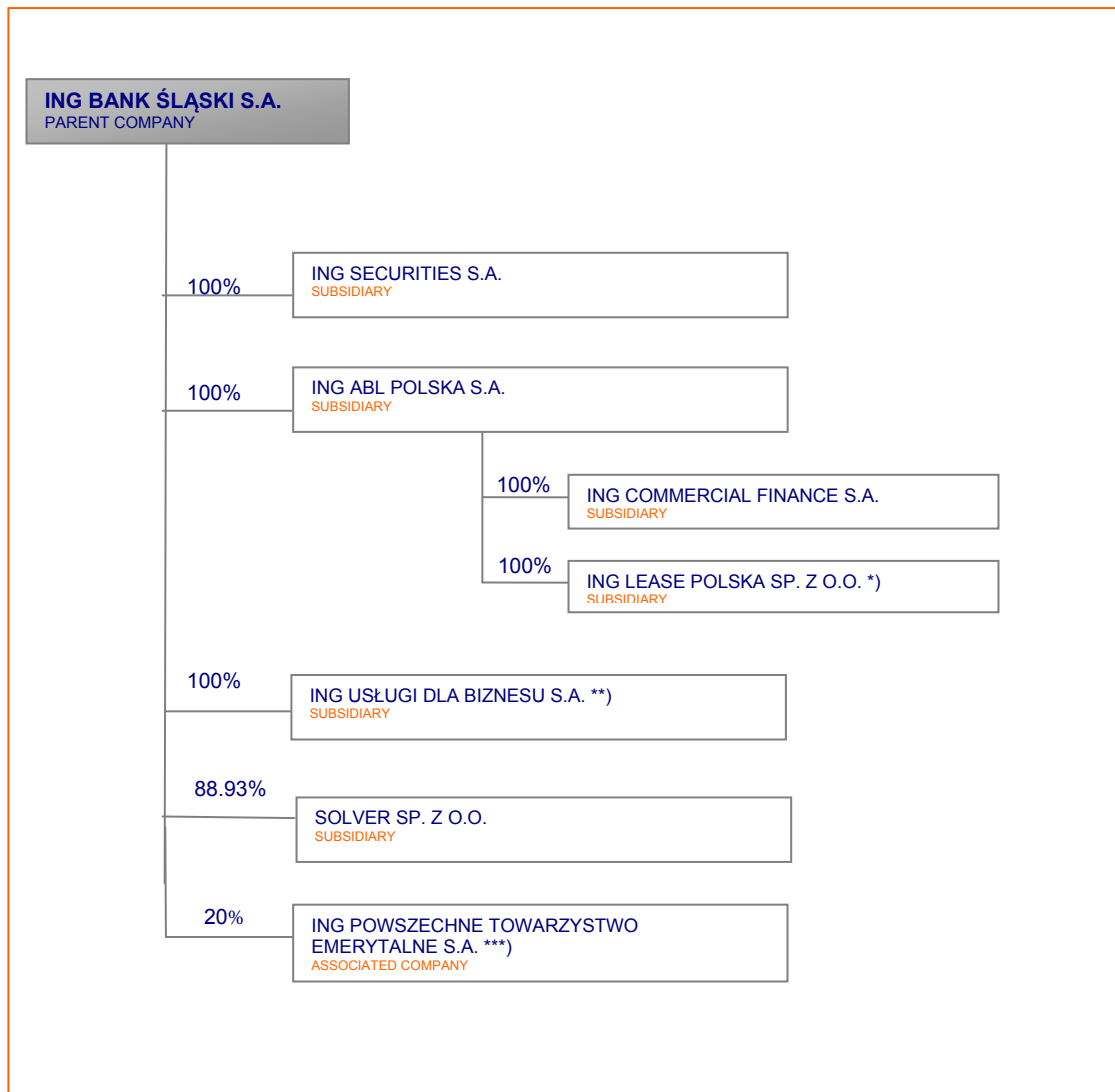 ING BANK ŚLĄSKI S.A.
PARENT COMPANY
100%
ING SECURITIES S.A.
SUBSIDIARY
100%
ING ABL POLSKA S.A.
SUBSIDIARY
100%
ING COMMERCIAL FINANCE S.A.
SUBSIDIARY
100%
ING LEASE POLSKA SP. Z O.O. *)
SUBSIDIARY
100%
ING USŁUGI DLA BIZNESU S.A. **)
SUBSIDIARY
88.93%
SOLVER SP. Z O.O.
SUBSIDIARY
20%
ING POWSZECHNE TOWARZYSTWO
EMERYTALNE S.A. ***)
ASSOCIATED COMPANY